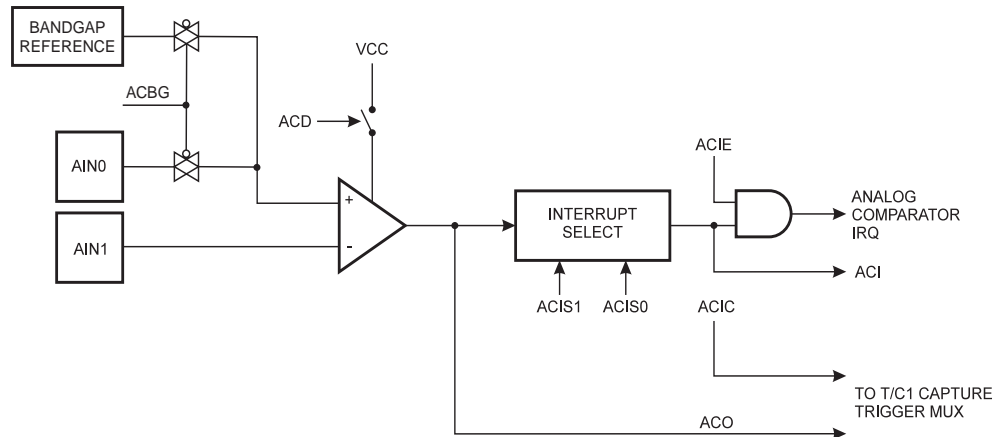 BANDGAP
REFERENCE
VCC
ACBG
ACD
AIN0
ACIE
+
INTERRUPT
SELECT
ANALOG
COMPARATOR
IRQ
AIN1
-
ACI
ACIS1
ACIS0
ACIC
TO T/C1 CAPTURE
TRIGGER MUX
ACO